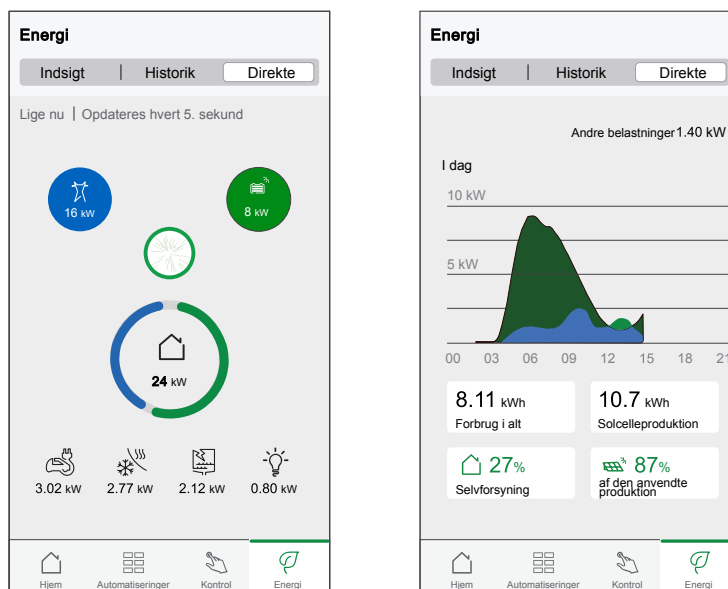 Energi
Indsigt | Historik Direkte
Lige nu | Opdateres hvert 5. sekund
16 kW
8 kW
24 kW
3.02 kW 2.77 kW 2.12 kW 0.80 kW
Hjem Automatiseringer Kontrol Energi
Energi
Indsigt | Historik Direkte
Andre belastninger 1.40 kW
I dag
10 kW
5 kW
00 03 06 09 12 15 18 21
8.11 kWh
Forbrug i alt
10.7 kWh
Solcelleproduktion
27%
Selvforsyning
87%
af den anvendte
produktion
Hjem Automatiseringer Kontrol Energi